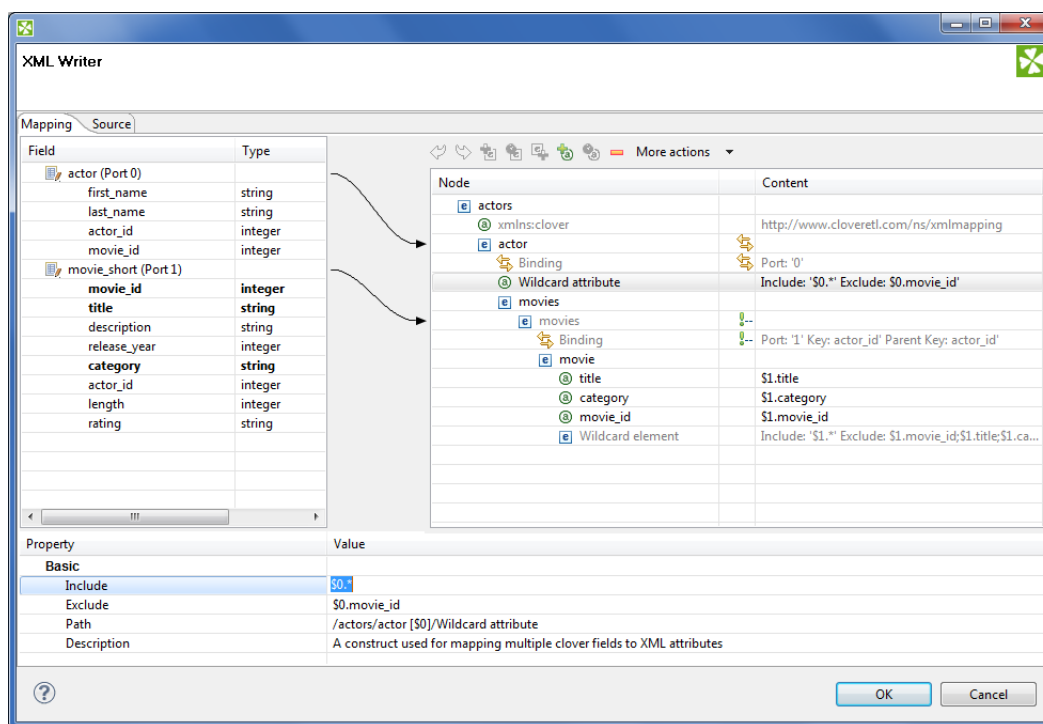 XML Writer
Mapping Source
Field Type
actor (Port 0)
first_name string
last_name string
actor_id integer
movie_id integer
movie_short (Port 1)
movie_id integer
title string
description string
release_year integer
category string
actor_id integer
length integer
rating string
More actions
Node Content
actors
xmlns:clover http://www.cloveretl.com/ns/xmlmapping
actor
Binding Port: '0'
Wildcard attribute Include: '$0.*' Exclude: $0.movie_id'
movies
movies
Binding Port: '1' Key: actor_id' Parent Key: actor_id'
movie
title $1.title
category $1.category
movie_id $1.movie_id
Wildcard element Include: '$1.*' Exclude: $1.movie_id;$1.title;$1.ca...
Property Value
Basic
Include $0.*
Exclude $0.movie_id
Path /actors/actor [$0]/Wildcard attribute
Description A construct used for mapping multiple clover fields to XML attributes
OK Cancel